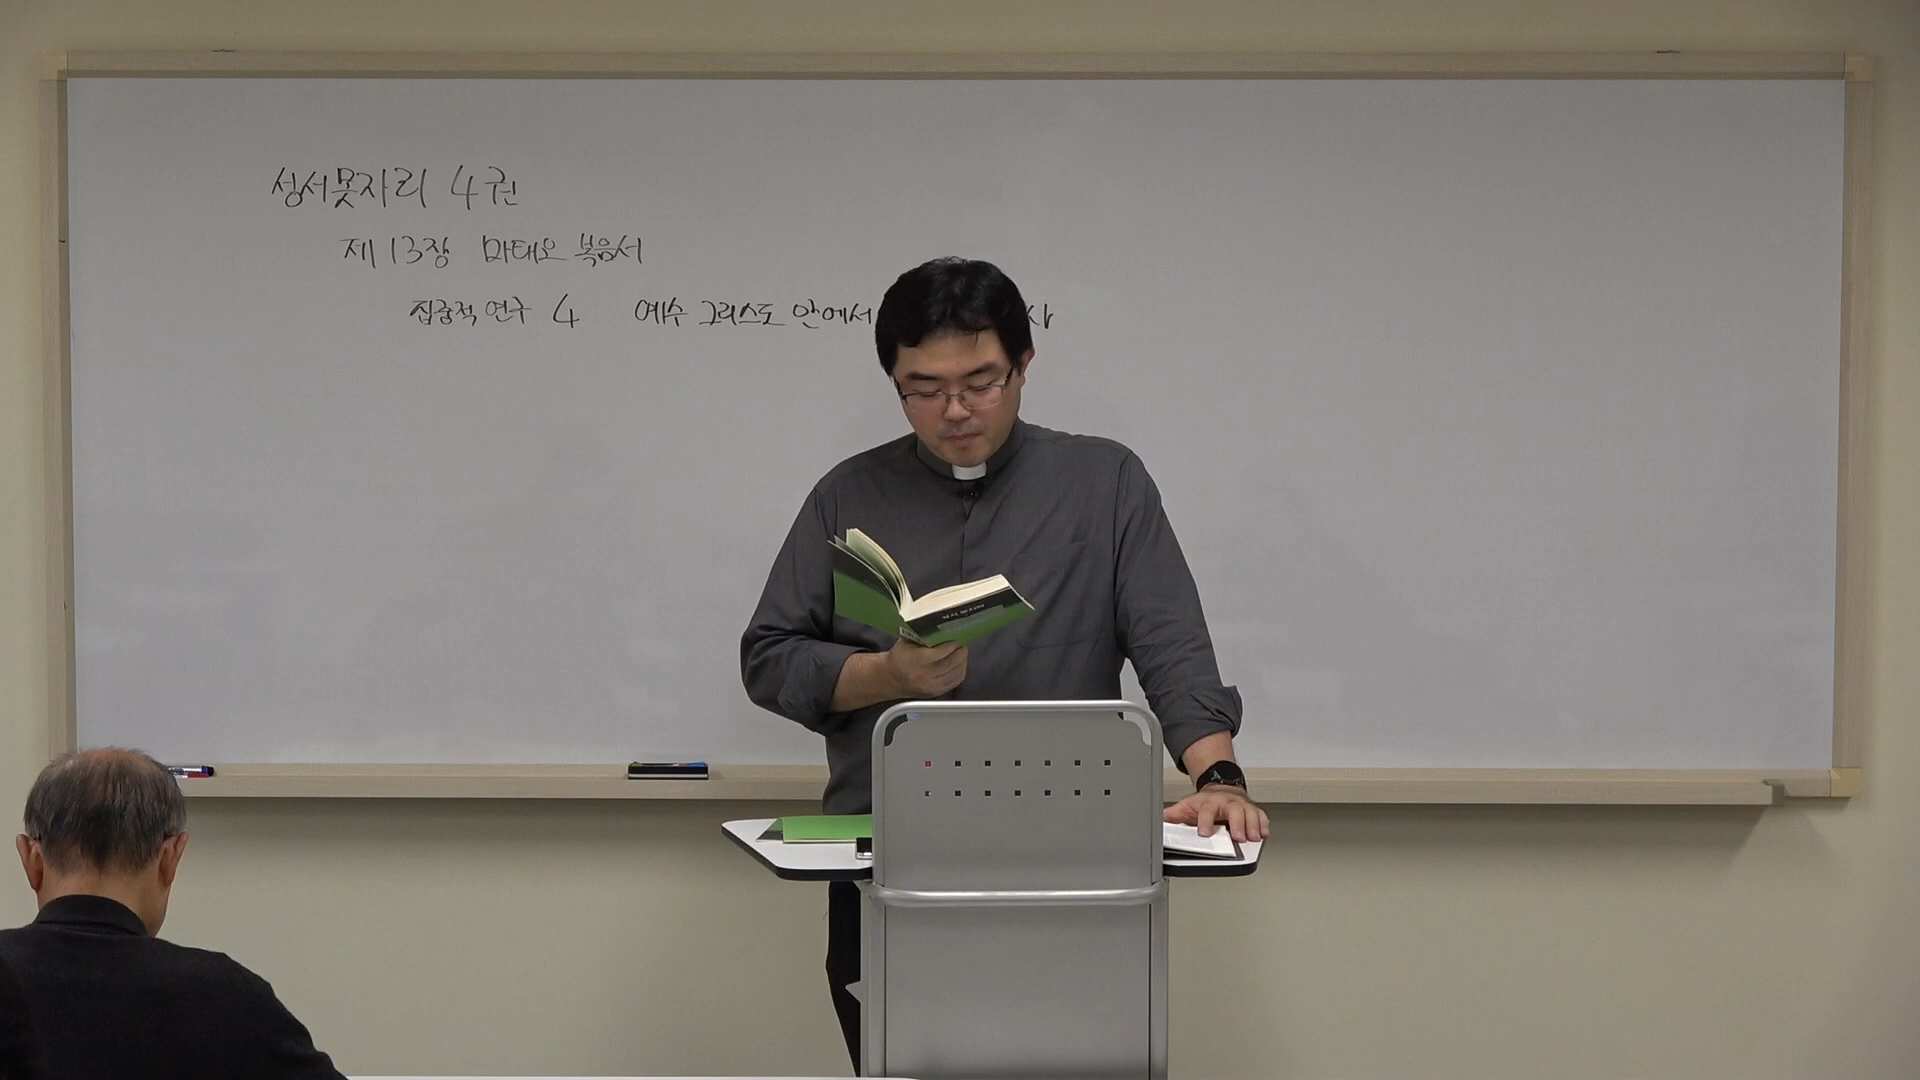 성서못자리 4권
제 13장 마태오 복음서
집중적 연구 4 예수 그리스도 안에서 사